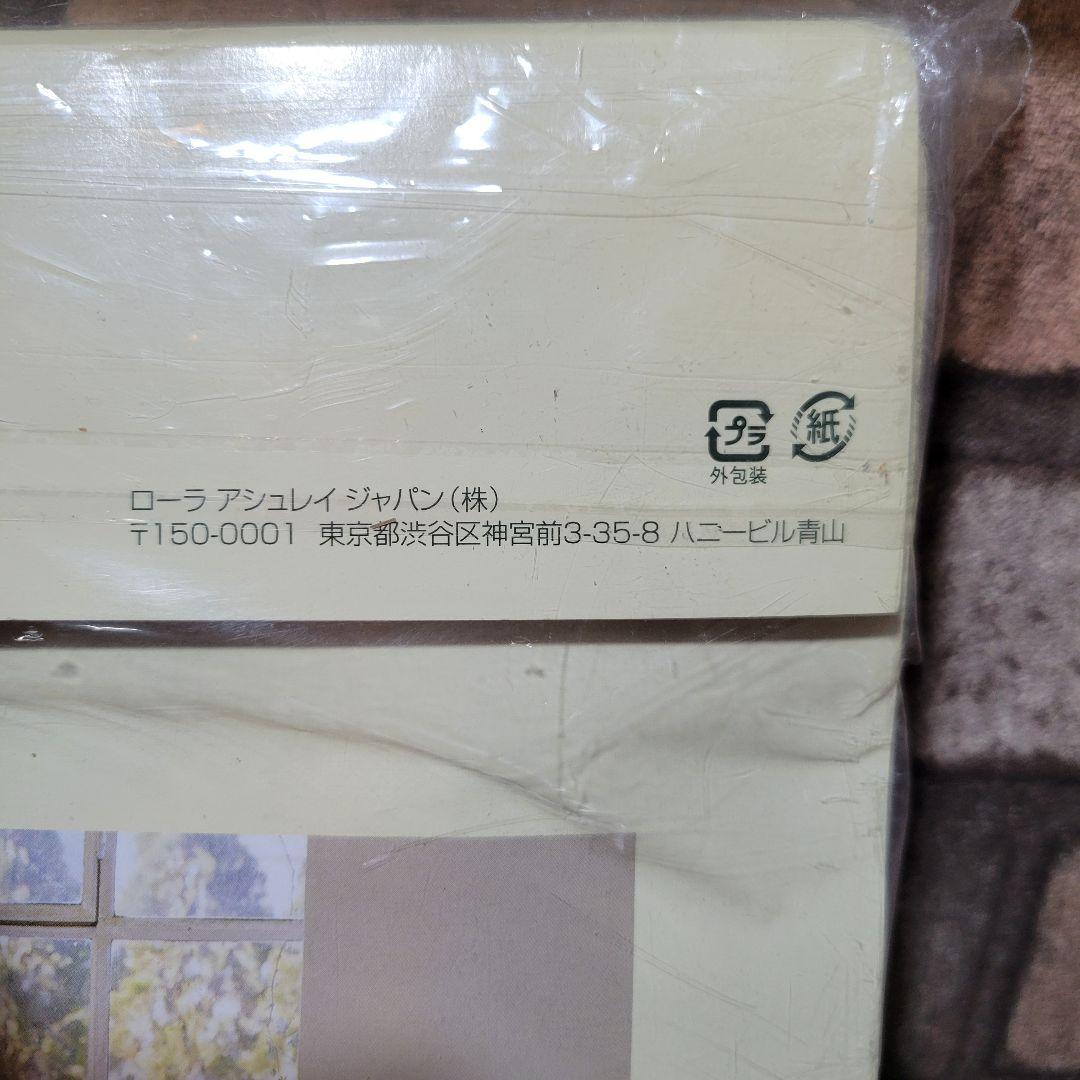 プラ 紙
外包装
ローラ アシュレイ ジャパン（株）
〒150-0001 東京都渋谷区神宮前3-35-8 ハニービル青山